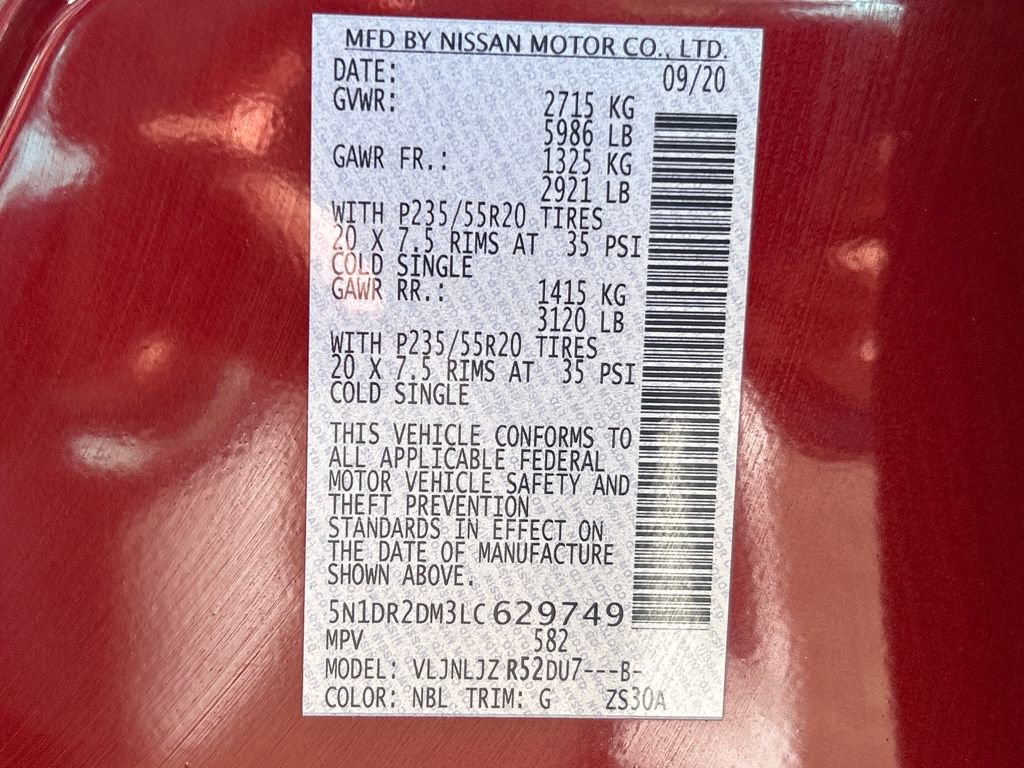 MFD BY NISSAN MOTOR CO., LTD.
DATE: 09/20
GVWR: 2715 KG
5986 LB
GAWR FR.: 1325 KG
2921 LB
WITH P235/55R20 TIRES
20 X 7.5 RIMS AT 35 PSI
COLD SINGLE
GAWR RR.: 1415 KG
3120 LB
WITH P235/55R20 TIRES
20 X 7.5 RIMS AT 35 PSI
COLD SINGLE
THIS VEHICLE CONFORMS TO
ALL APPLICABLE FEDERAL
MOTOR VEHICLE SAFETY AND
THEFT PREVENTION
STANDARDS IN EFFECT ON
THE DATE OF MANUFACTURE
SHOWN ABOVE.
5N1DR2DM3LC629749
MPV 582
MODEL: VLJNLJZ R52DU7---B-
COLOR: NBL TRIM: G ZS30A